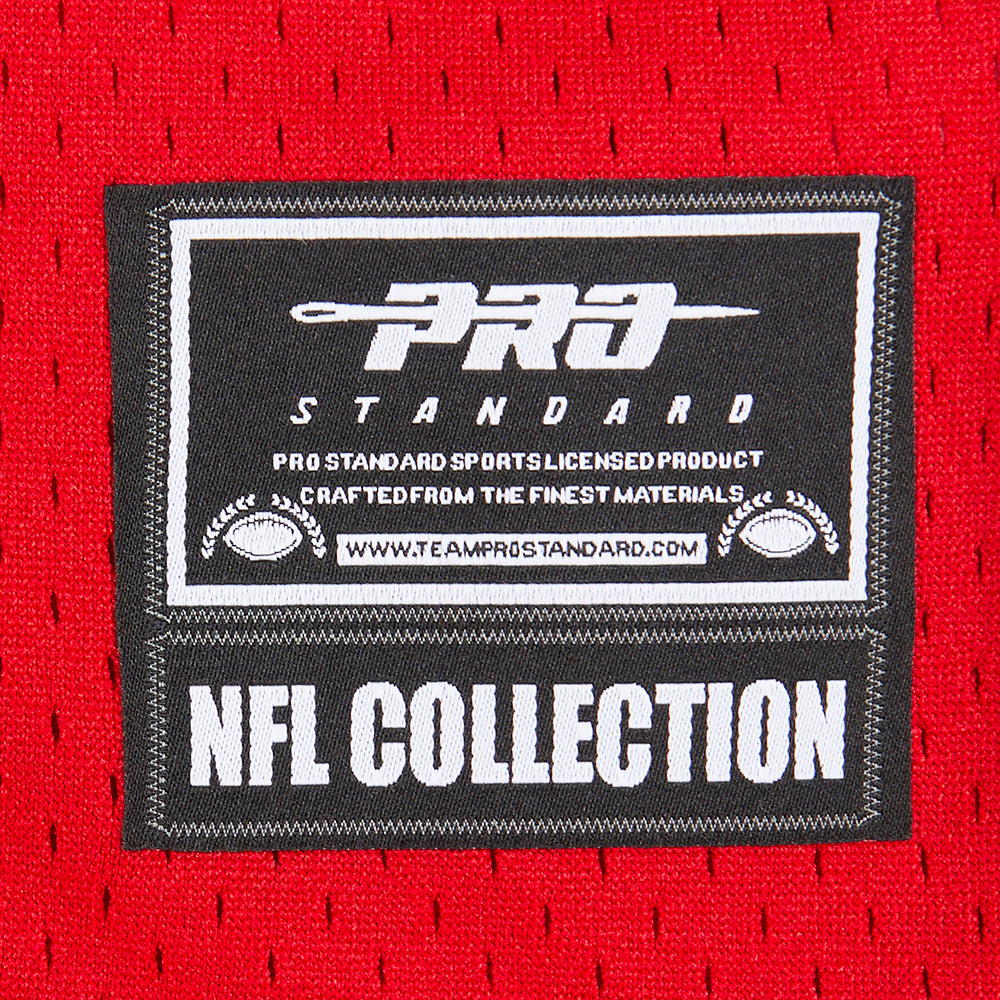 PRO
STANDARD
PRO STANDARD SPORTS LICENSED PRODUCT
CRAFTED FROM THE FINEST MATERIALS
WWW.TEAMPROSTANDARD.COM
NFL COLLECTION